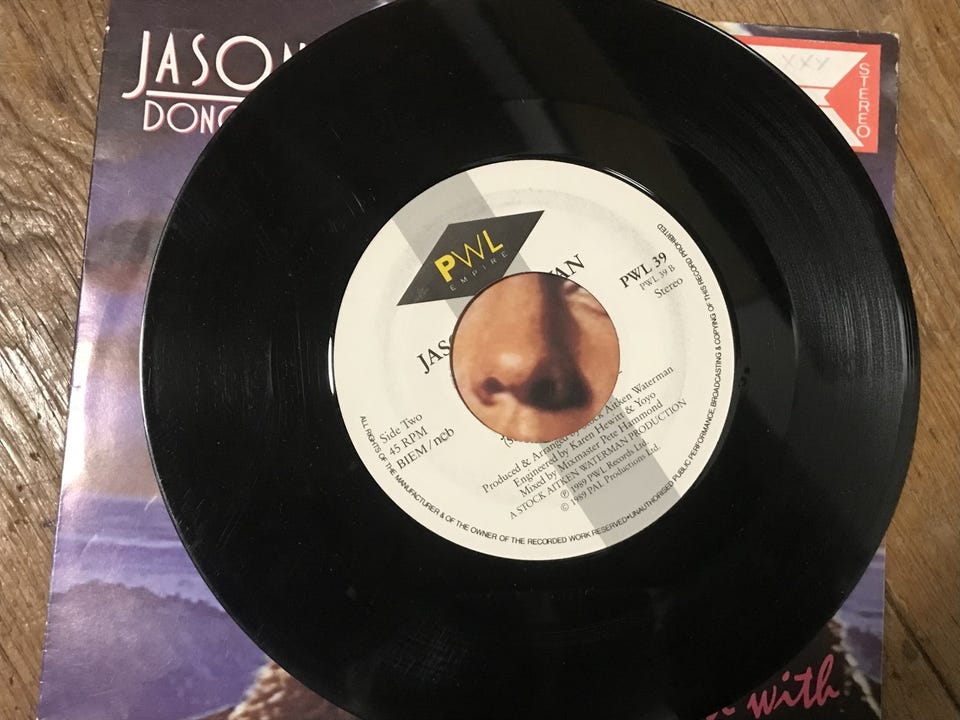 JASON
DONO
XXY
STEREO
PWL
EMPIRE
PWL 39
PWL 39 B
Stereo
JAS VAN
Side Two
45 RPM
BIEM/ncb
Produced & Arranged Aitken Waterman
Engineered by Karen Hewitt & Yoyo
Mixed by Mixmaster Pete Hammond
A STOCK AITKEN WATERMAN PRODUCTION
℗ 1989 PWL Records Ltd.
© 1989 PAL Productions Ltd.
ALL RIGHTS OF THE MANUFACTURER & OF THE OWNER OF THE RECORDED WORK RESERVED•UNAUTHORISED PUBLIC PERFORMANCE, BROADCASTING & COPYING OF THIS RECORD PROHIBITED
with